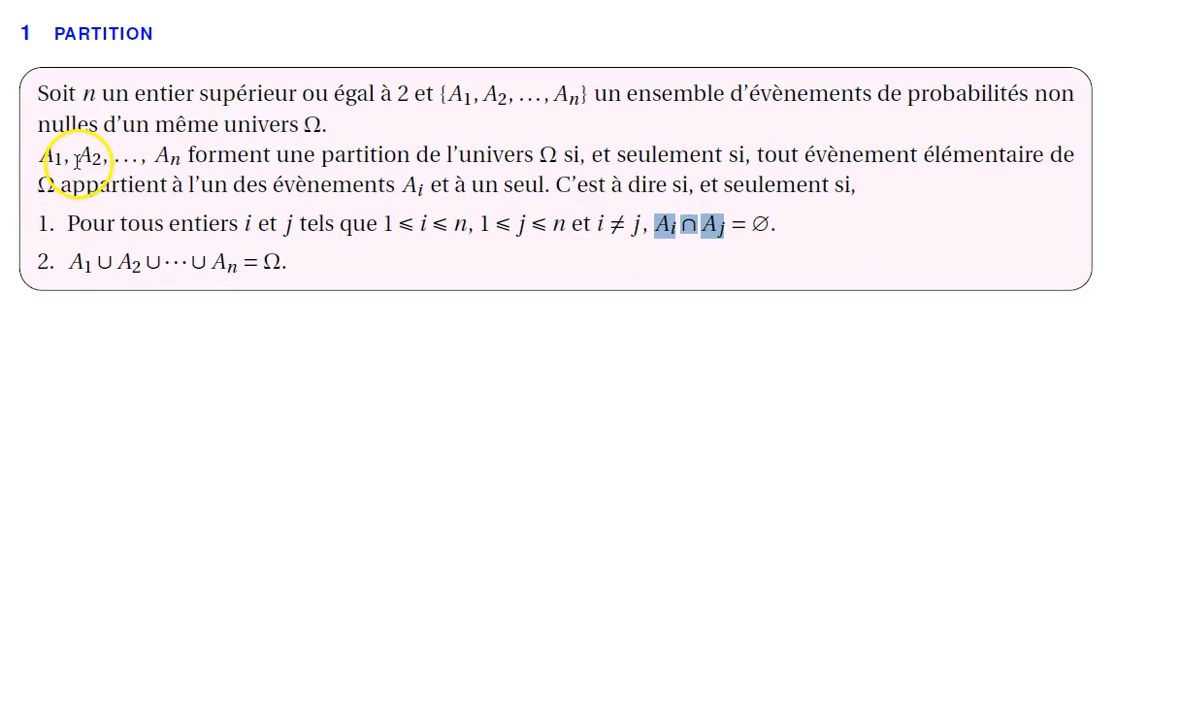 1 PARTITION
Soit n un entier supérieur ou égal à 2 et {A₁, A₂, ..., Aₙ} un ensemble d’évènements de probabilités non
nulles d’un même univers Ω.
A₁, A₂, ..., Aₙ forment une partition de l’univers Ω si, et seulement si, tout évènement élémentaire de
Ω appartient à l’un des évènements Aᵢ et à un seul. C’est à dire si, et seulement si,
1. Pour tous entiers i et j tels que 1 ⩽ i ⩽ n, 1 ⩽ j ⩽ n et i ≠ j, Aᵢ ∩ Aⱼ = ∅.
2. A₁ ∪ A₂ ∪ ··· ∪ Aₙ = Ω.